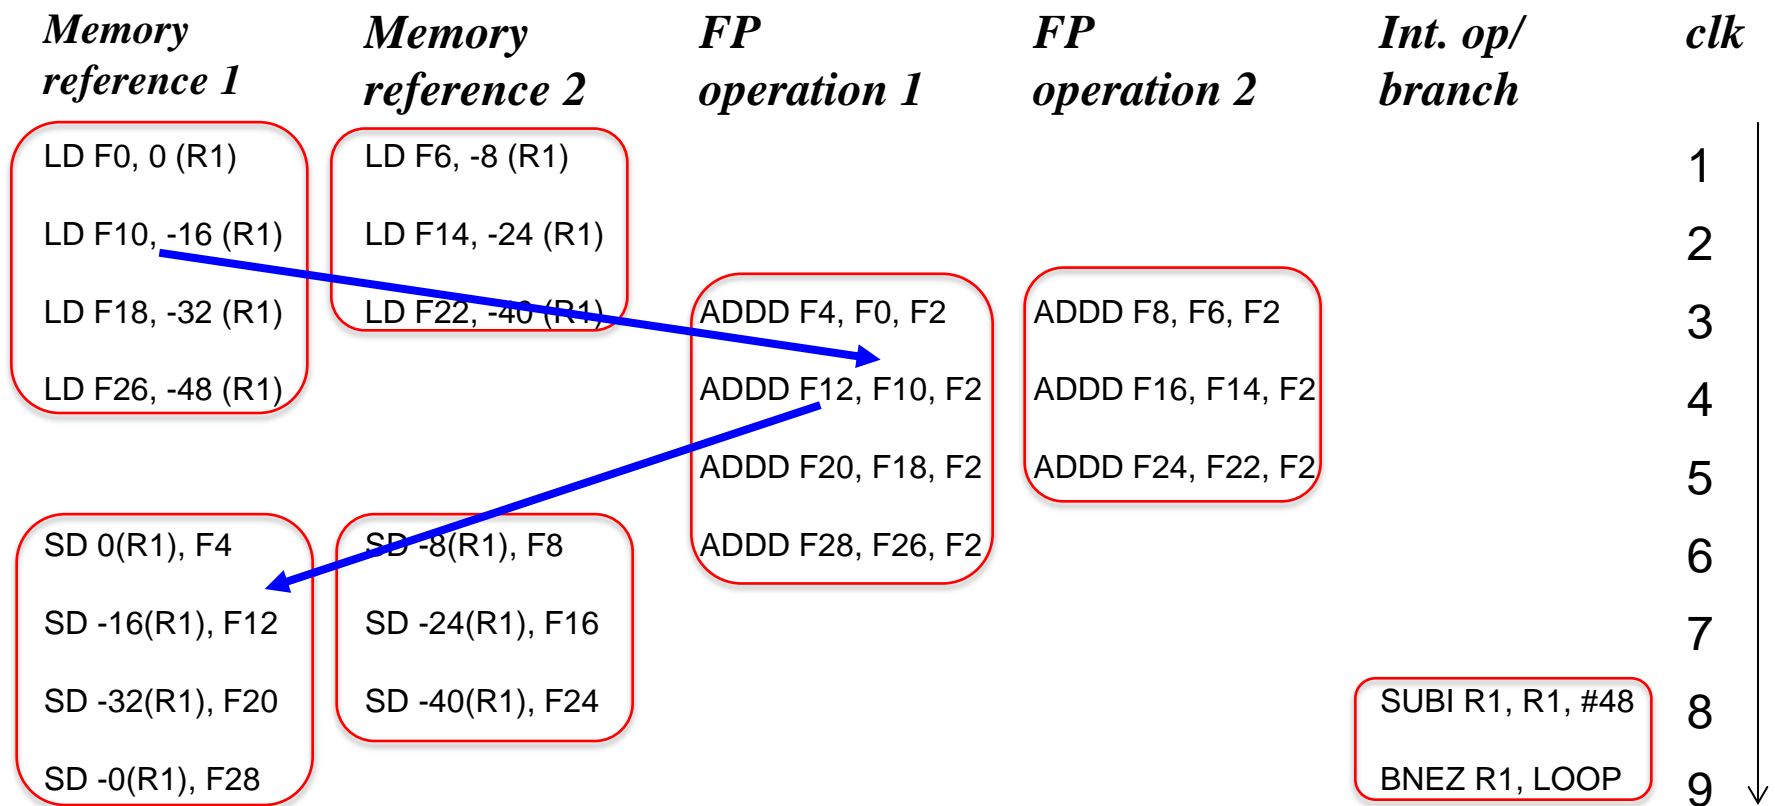 Memory reference 1 Memory reference 2 FP operation 1 FP operation 2 Int. op/ branch clk
LD F0, 0 (R1) LD F6, -8 (R1) 1
LD F10, -16 (R1) LD F14, -24 (R1) 2
LD F18, -32 (R1) LD F22, -40 (R1) ADDD F4, F0, F2 ADDD F8, F6, F2 3
LD F26, -48 (R1) ADDD F12, F10, F2 ADDD F16, F14, F2 4
ADDD F20, F18, F2 ADDD F24, F22, F2 5
SD 0(R1), F4 SD -8(R1), F8 ADDD F28, F26, F2 6
SD -16(R1), F12 SD -24(R1), F16 7
SD -32(R1), F20 SD -40(R1), F24 SUBI R1, R1, #48 8
SD -0(R1), F28 BNEZ R1, LOOP 9